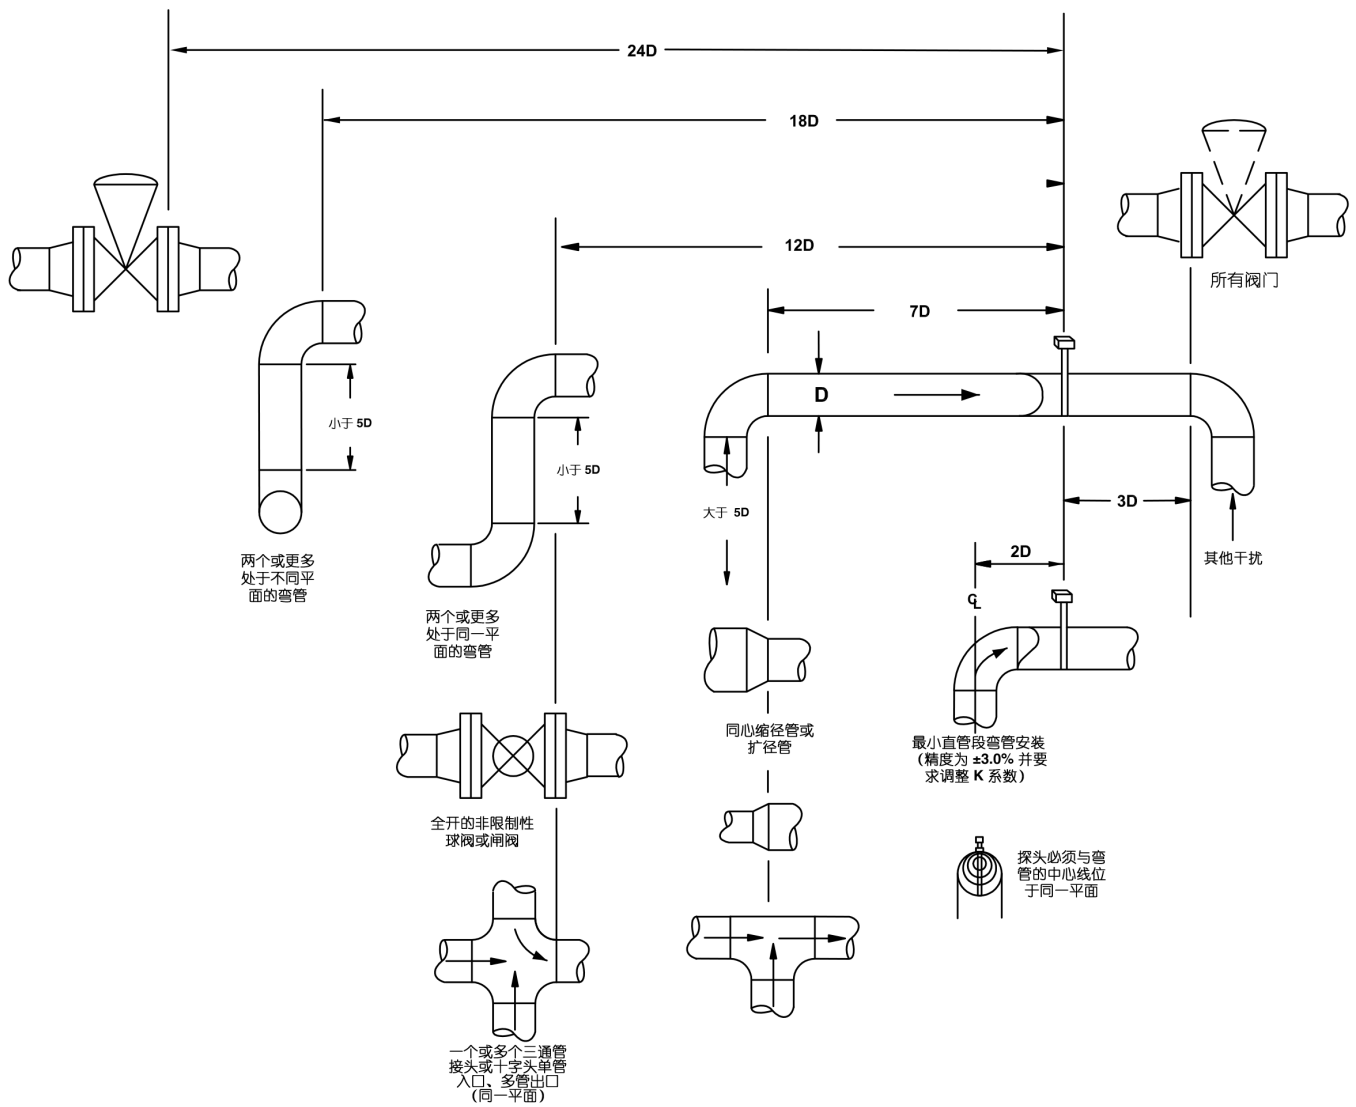 24D
18D
12D
所有阀门
7D
D
小于 5D
小于 5D
大于 5D
3D
2D
其他干扰
两个或更多
处于不同平
面的弯管
℄
两个或更多
处于同一平
面的弯管
同心缩径管或
扩径管
最小直管段弯管安装
（精度为 ±3.0% 并要
求调整 K 系数）
全开的非限制性
球阀或闸阀
探头必须与弯
管的中心线位
于同一平面
一个或多个三通管
接头或十字头单管
入口、多管出口
（同一平面）